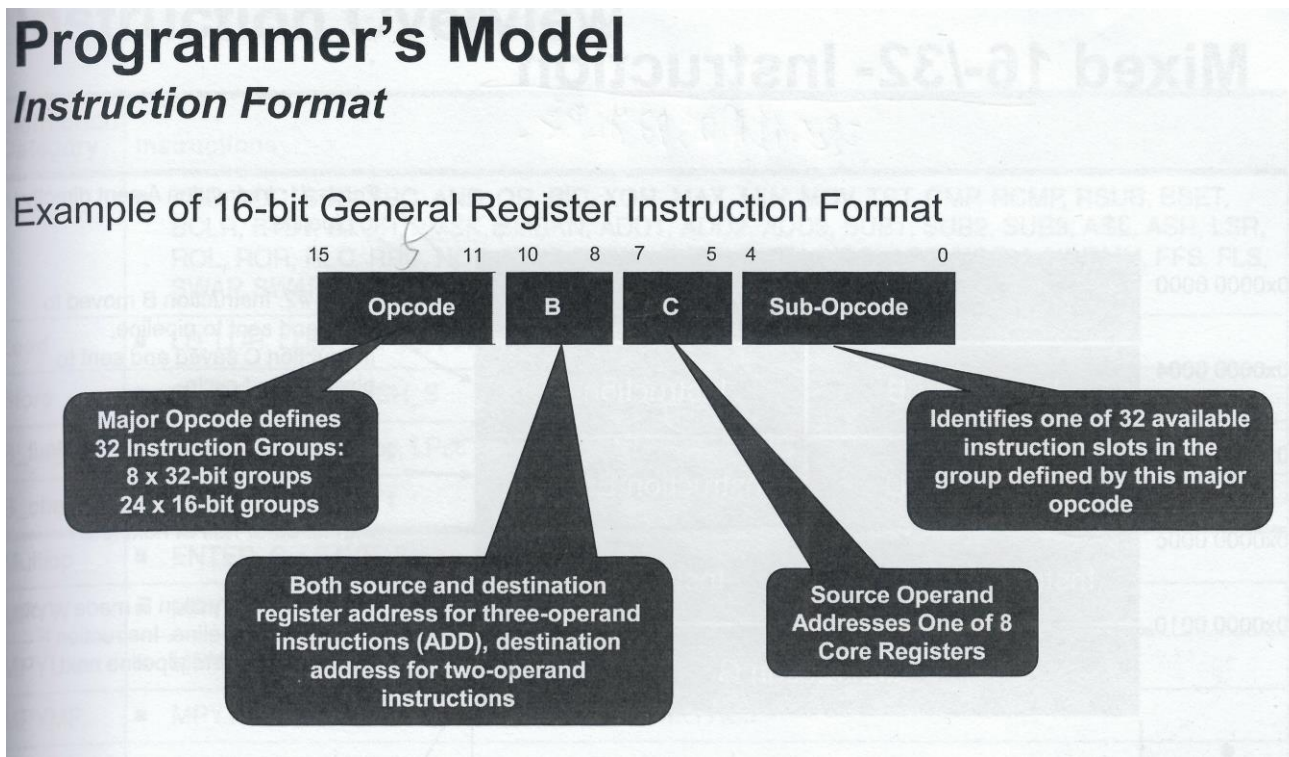 Programmer's Model
Instruction Format
Mixed 16-/32- Instruction
Example of 16-bit General Register Instruction Format
15 11 10 8 7 5 4 0
Opcode B C Sub-Opcode
Major Opcode defines
32 Instruction Groups:
8 x 32-bit groups
24 x 16-bit groups
Identifies one of 32 available
instruction slots in the
group defined by this major
opcode
Both source and destination
register address for three-operand
instructions (ADD), destination
address for two-operand
instructions
Source Operand
Addresses One of 8
Core Registers